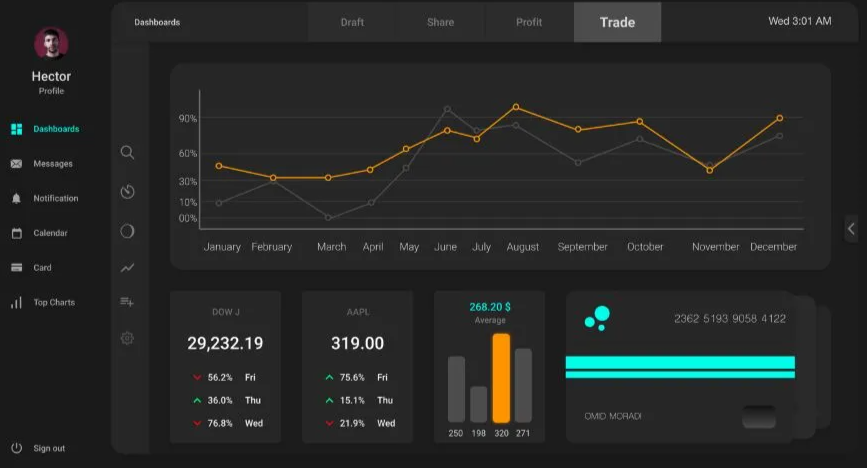 Dashboards
Draft
Share
Profit
Trade
Wed 3:01 AM
Hector
Profile
Dashboards
Messages
Notification
Calendar
Card
Top Charts
Sign out
90%
60%
30%
10%
00%
January February March April May June July August September October November December
DOW J
29,232.19
56.2% Fri
36.0% Thu
76.8% Wed
AAPL
319.00
75.6% Fri
15.1% Thu
21.9% Wed
268.20 $
Average
250 198 320 271
2362 5193 9058 4122
OMID MORADI